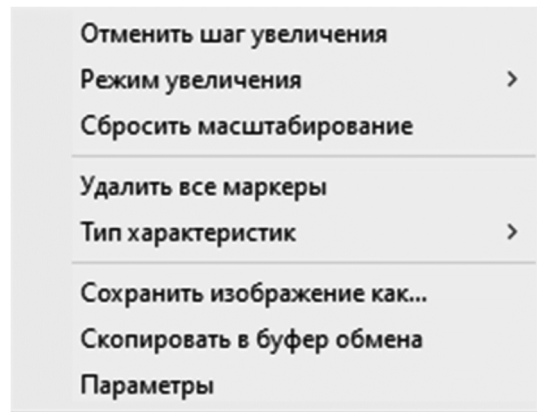 Отменить шаг увеличения
Режим увеличения
Сбросить масштабирование
Удалить все маркеры
Тип характеристик
Сохранить изображение как...
Скопировать в буфер обмена
Параметры